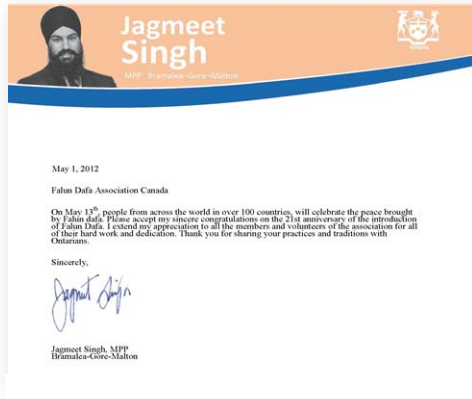 Jagmeet
Singh
MPP Bramalea-Gore-Malton
Ontario
May 1, 2012
Falun Dafa Association Canada
On May 13th, people from across the world in over 100 countries, will celebrate the peace brought
by Falun dafa. Please accept my sincere congratulations on the 21st anniversary of the introduction
of Falun Dafa. I extend my appreciation to all the members and volunteers of the association for all
of their hard work and dedication. Thank you for sharing your practices and traditions with
Ontarians.
Sincerely,
Jagmeet Singh
Jagmeet Singh, MPP
Bramalea-Gore-Malton